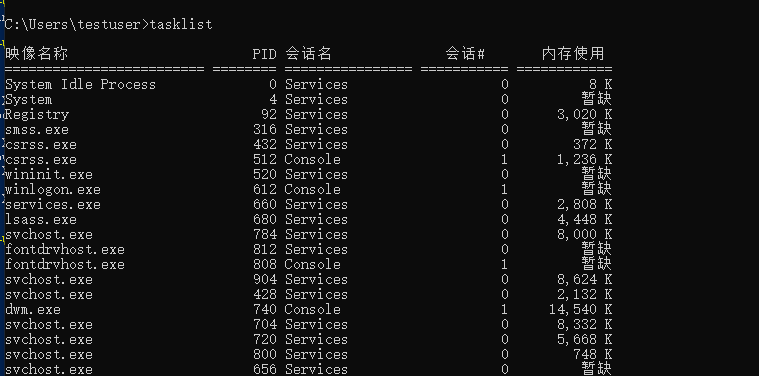 C:\Users\testuser>tasklist
映像名称                       PID 会话名              会话#       内存使用
========================= ======== ================ =========== ============
System Idle Process              0 Services                   0          8 K
System                           4 Services                   0         暂缺
Registry                        92 Services                   0      3,020 K
smss.exe                       316 Services                   0         暂缺
csrss.exe                      432 Services                   0        372 K
csrss.exe                      512 Console                    1      1,236 K
wininit.exe                    520 Services                   0         暂缺
winlogon.exe                   612 Console                    1         暂缺
services.exe                   660 Services                   0      2,808 K
lsass.exe                      680 Services                   0      4,448 K
svchost.exe                    784 Services                   0      8,000 K
fontdrvhost.exe                812 Services                   0         暂缺
fontdrvhost.exe                808 Console                    1         暂缺
svchost.exe                    904 Services                   0      8,624 K
svchost.exe                    428 Services                   0      2,132 K
dwm.exe                        740 Console                    1     14,540 K
svchost.exe                    704 Services                   0      8,332 K
svchost.exe                    720 Services                   0      5,668 K
svchost.exe                    800 Services                   0        748 K
svchost.exe                    656 Services                   0         暂缺